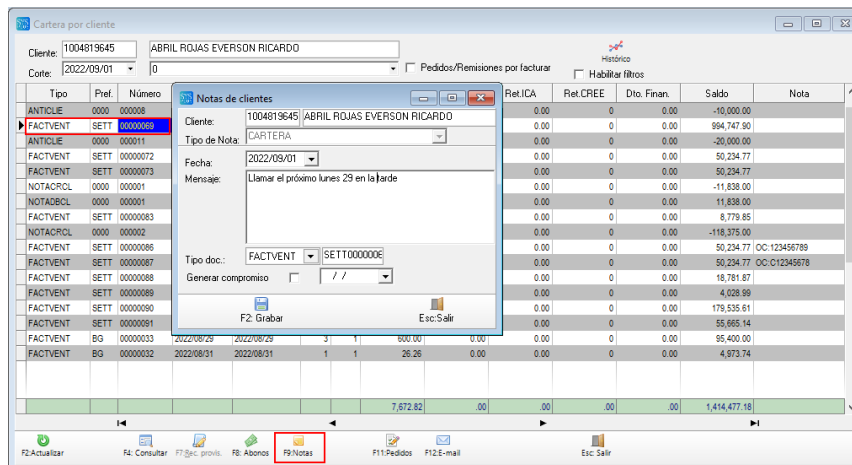 Cartera por cliente
Cliente: 1004819645 ABRIL ROJAS EVERSON RICARDO
Histórico
Corte: 2022/09/01 0 Pedidos/Remisiones por facturar Habilitar filtros
Tipo Pref. Número Ret.ICA Ret.CREE Dto. Finan. Saldo Nota
ANTICLIE 0000 000008 0.00 0 0.00 -10,000.00
FACTVENT SETT 00000069 0.00 0 0.00 994,747.90
ANTICLIE 0000 000011 0.00 0 0.00 -20,000.00
FACTVENT SETT 00000072 0.00 0 0.00 50,234.77
FACTVENT SETT 00000073 0.00 0 0.00 50,234.77
NOTACRCL 0000 000001 0.00 0 0.00 -11,838.00
NOTADBCL 0000 000001 0.00 0 0.00 11,838.00
FACTVENT SETT 00000083 0.00 0 0.00 8,779.85
NOTACRCL 0000 000002 0.00 0 0.00 -118,375.00
FACTVENT SETT 00000086 0.00 0 0.00 50,234.77 OC:123456789
FACTVENT SETT 00000087 0.00 0 0.00 50,234.77 OC:C12345678
FACTVENT SETT 00000088 0.00 0 0.00 18,781.87
FACTVENT SETT 00000089 0.00 0 0.00 4,028.99
FACTVENT SETT 00000090 0.00 0 0.00 179,535.61
FACTVENT SETT 00000091 0.00 0 0.00 55,665.14
FACTVENT BG 00000033 2022/08/29 2022/08/29 3 1 600.00 0.00 0.00 0 0.00 95,400.00
FACTVENT BG 00000032 2022/08/31 2022/08/31 1 1 26.26 0.00 0.00 0 0.00 4,973.74
7,672.82 .00 .00 .00 .00 1,414,477.18
Notas de clientes
Cliente: 1004819645 ABRIL ROJAS EVERSON RICARDO
Tipo de Nota: CARTERA
Fecha: 2022/09/01
Mensaje: Llamar el próximo lunes 29 en la tarde
Tipo doc.: FACTVENT SETT0000006
Generar compromiso / /
F2: Grabar Esc:Salir
F2:Actualizar F4: Consultar F7:Rec. provis. F8: Abonos F9:Notas F11:Pedidos F12:E-mail Esc: Salir